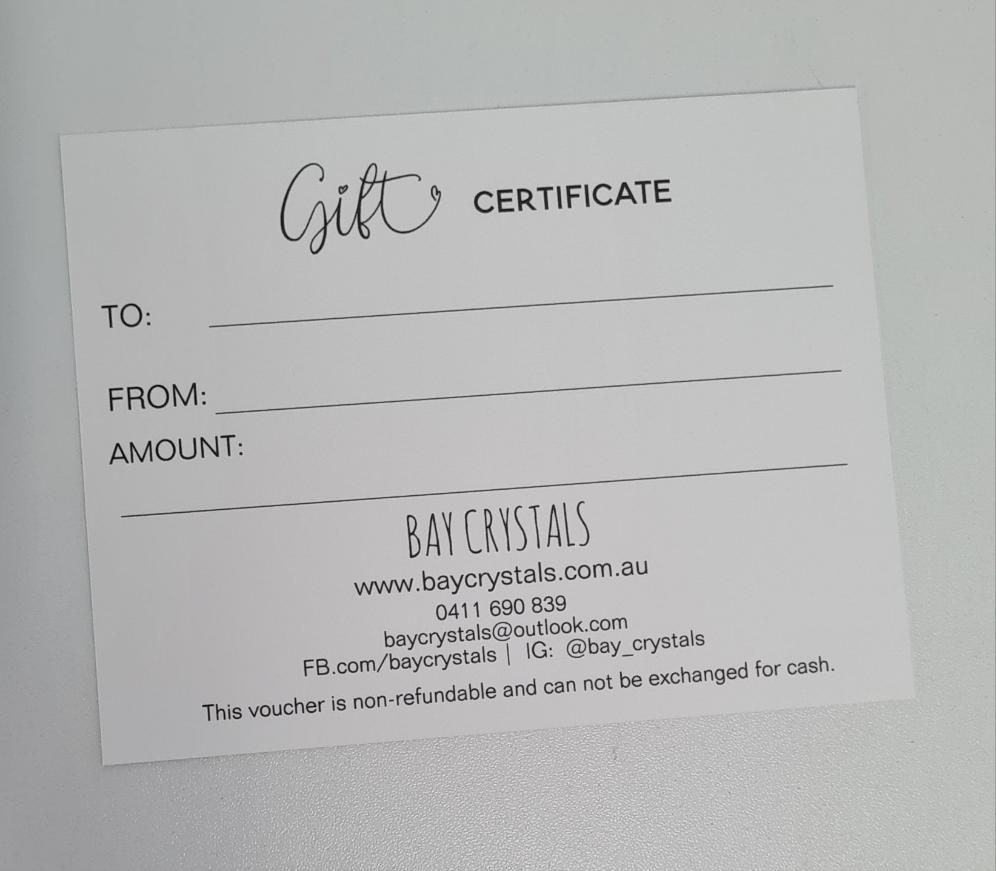 Gift CERTIFICATE
TO:
FROM:
AMOUNT:
BAY CRYSTALS
www.baycrystals.com.au
0411 690 839
baycrystals@outlook.com
FB.com/baycrystals | IG: @bay_crystals
This voucher is non-refundable and can not be exchanged for cash.